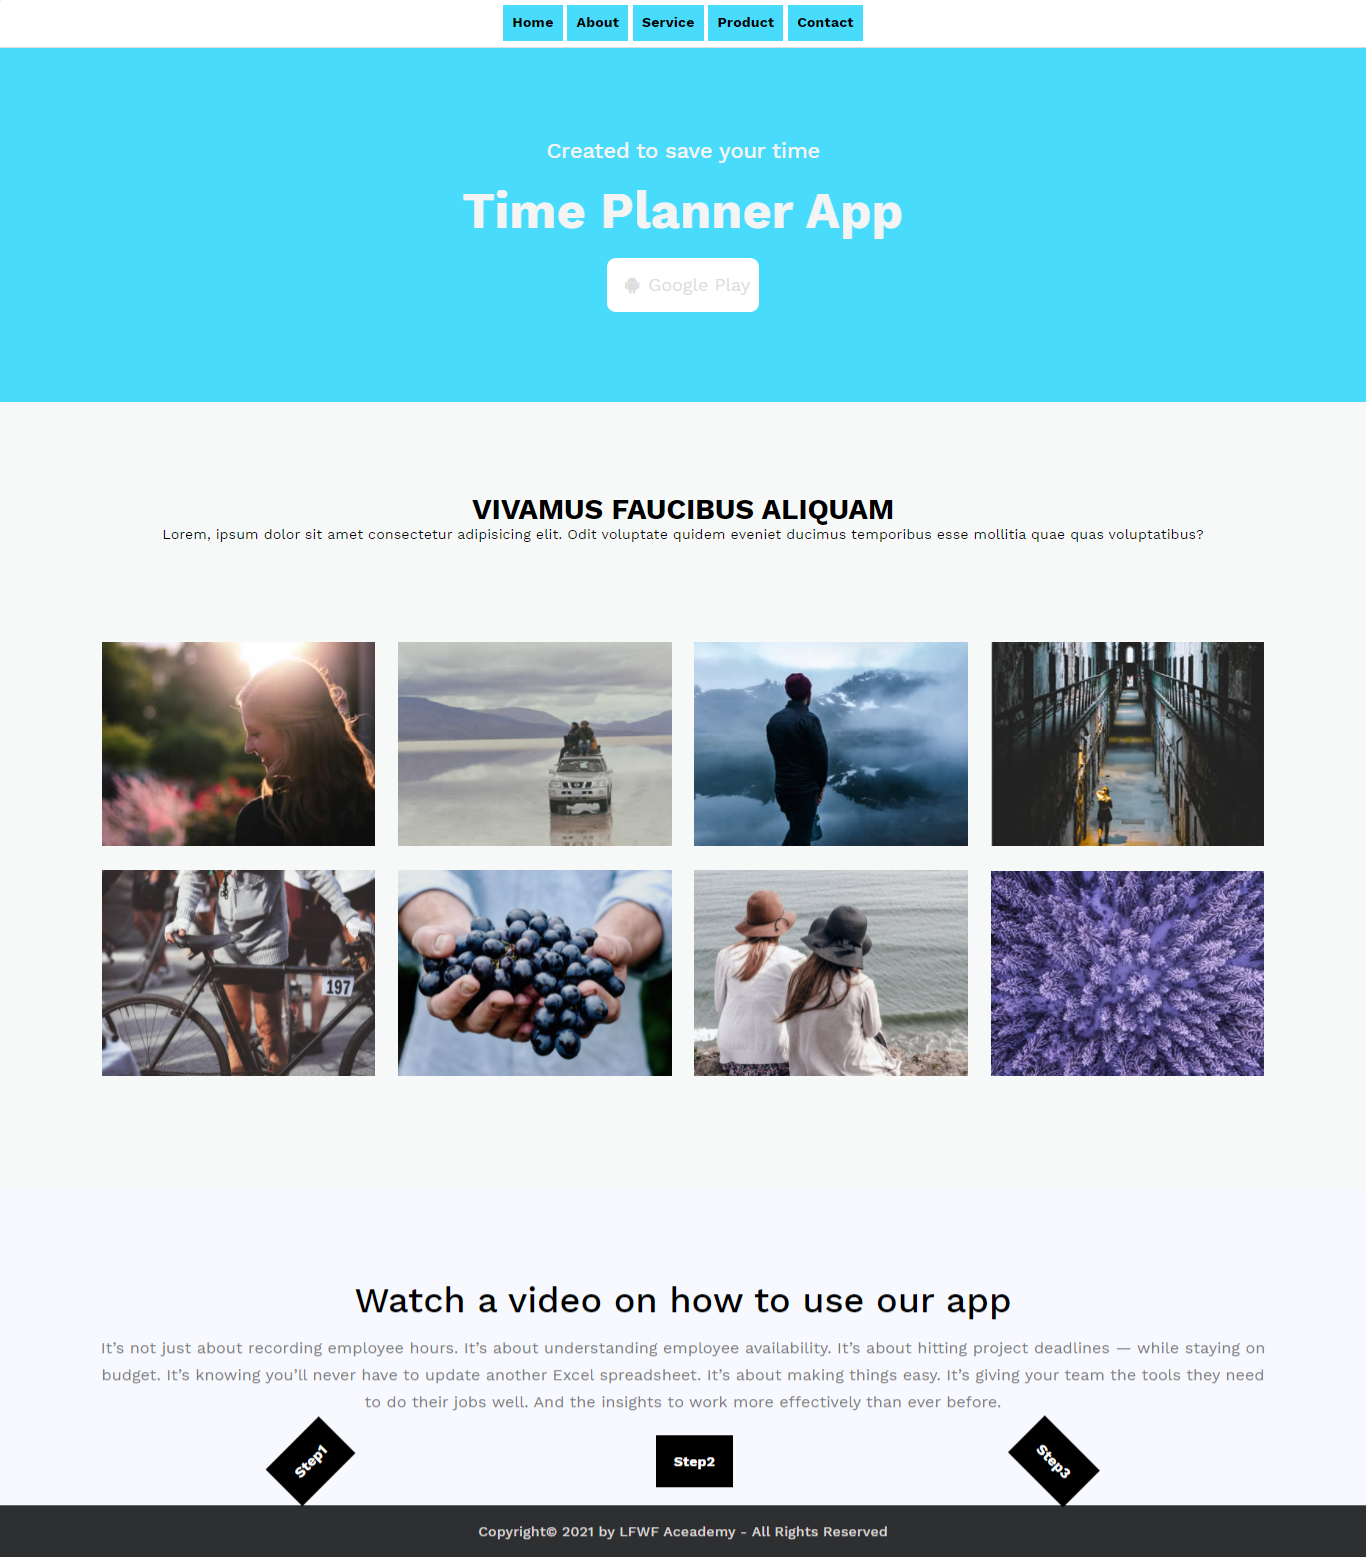 Home About Service Product Contact
Created to save your time
Time Planner App
Google Play
VIVAMUS FAUCIBUS ALIQUAM
Lorem, ipsum dolor sit amet consectetur adipisicing elit. Odit voluptate quidem eveniet ducimus temporibus esse mollitia quae quas voluptatibus?
197
Watch a video on how to use our app
It’s not just about recording employee hours. It’s about understanding employee availability. It’s about hitting project deadlines — while staying on
budget. It’s knowing you’ll never have to update another Excel spreadsheet. It’s about making things easy. It’s giving your team the tools they need
to do their jobs well. And the insights to work more effectively than ever before.
Step1 Step2 Step3
Copyright© 2021 by LFWF Aceademy - All Rights Reserved